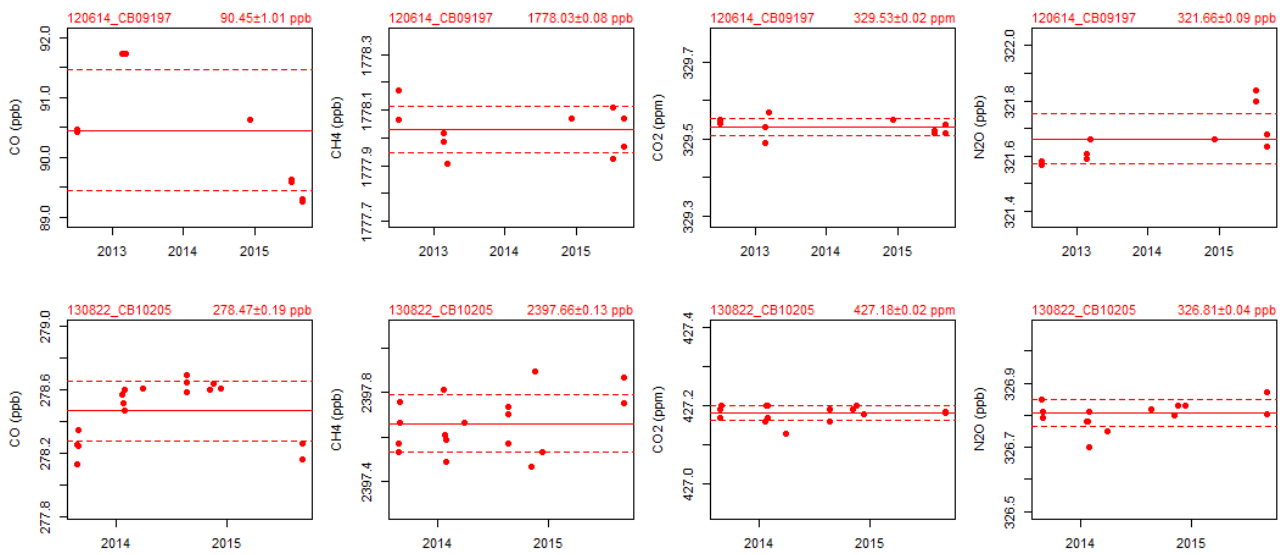 120614_CB09197 90.45±1.01 ppb
CO (ppb)
92.0
91.0
90.0
89.0
2013
2014
2015
120614_CB09197 1778.03±0.08 ppb
CH4 (ppb)
1778.3
1778.1
1777.9
1777.7
2013
2014
2015
120614_CB09197 329.53±0.02 ppm
CO2 (ppm)
329.7
329.5
329.3
2013
2014
2015
120614_CB09197 321.66±0.09 ppb
N2O (ppb)
322.0
321.8
321.6
321.4
2013
2014
2015
130822_CB10205 278.47±0.19 ppb
CO (ppb)
279.0
278.6
278.2
277.8
2014
2015
130822_CB10205 2397.66±0.13 ppb
CH4 (ppb)
2397.8
2397.4
2014
2015
130822_CB10205 427.18±0.02 ppm
CO2 (ppm)
427.4
427.2
427.0
2014
2015
130822_CB10205 326.81±0.04 ppb
N2O (ppb)
326.9
326.7
326.5
2014
2015